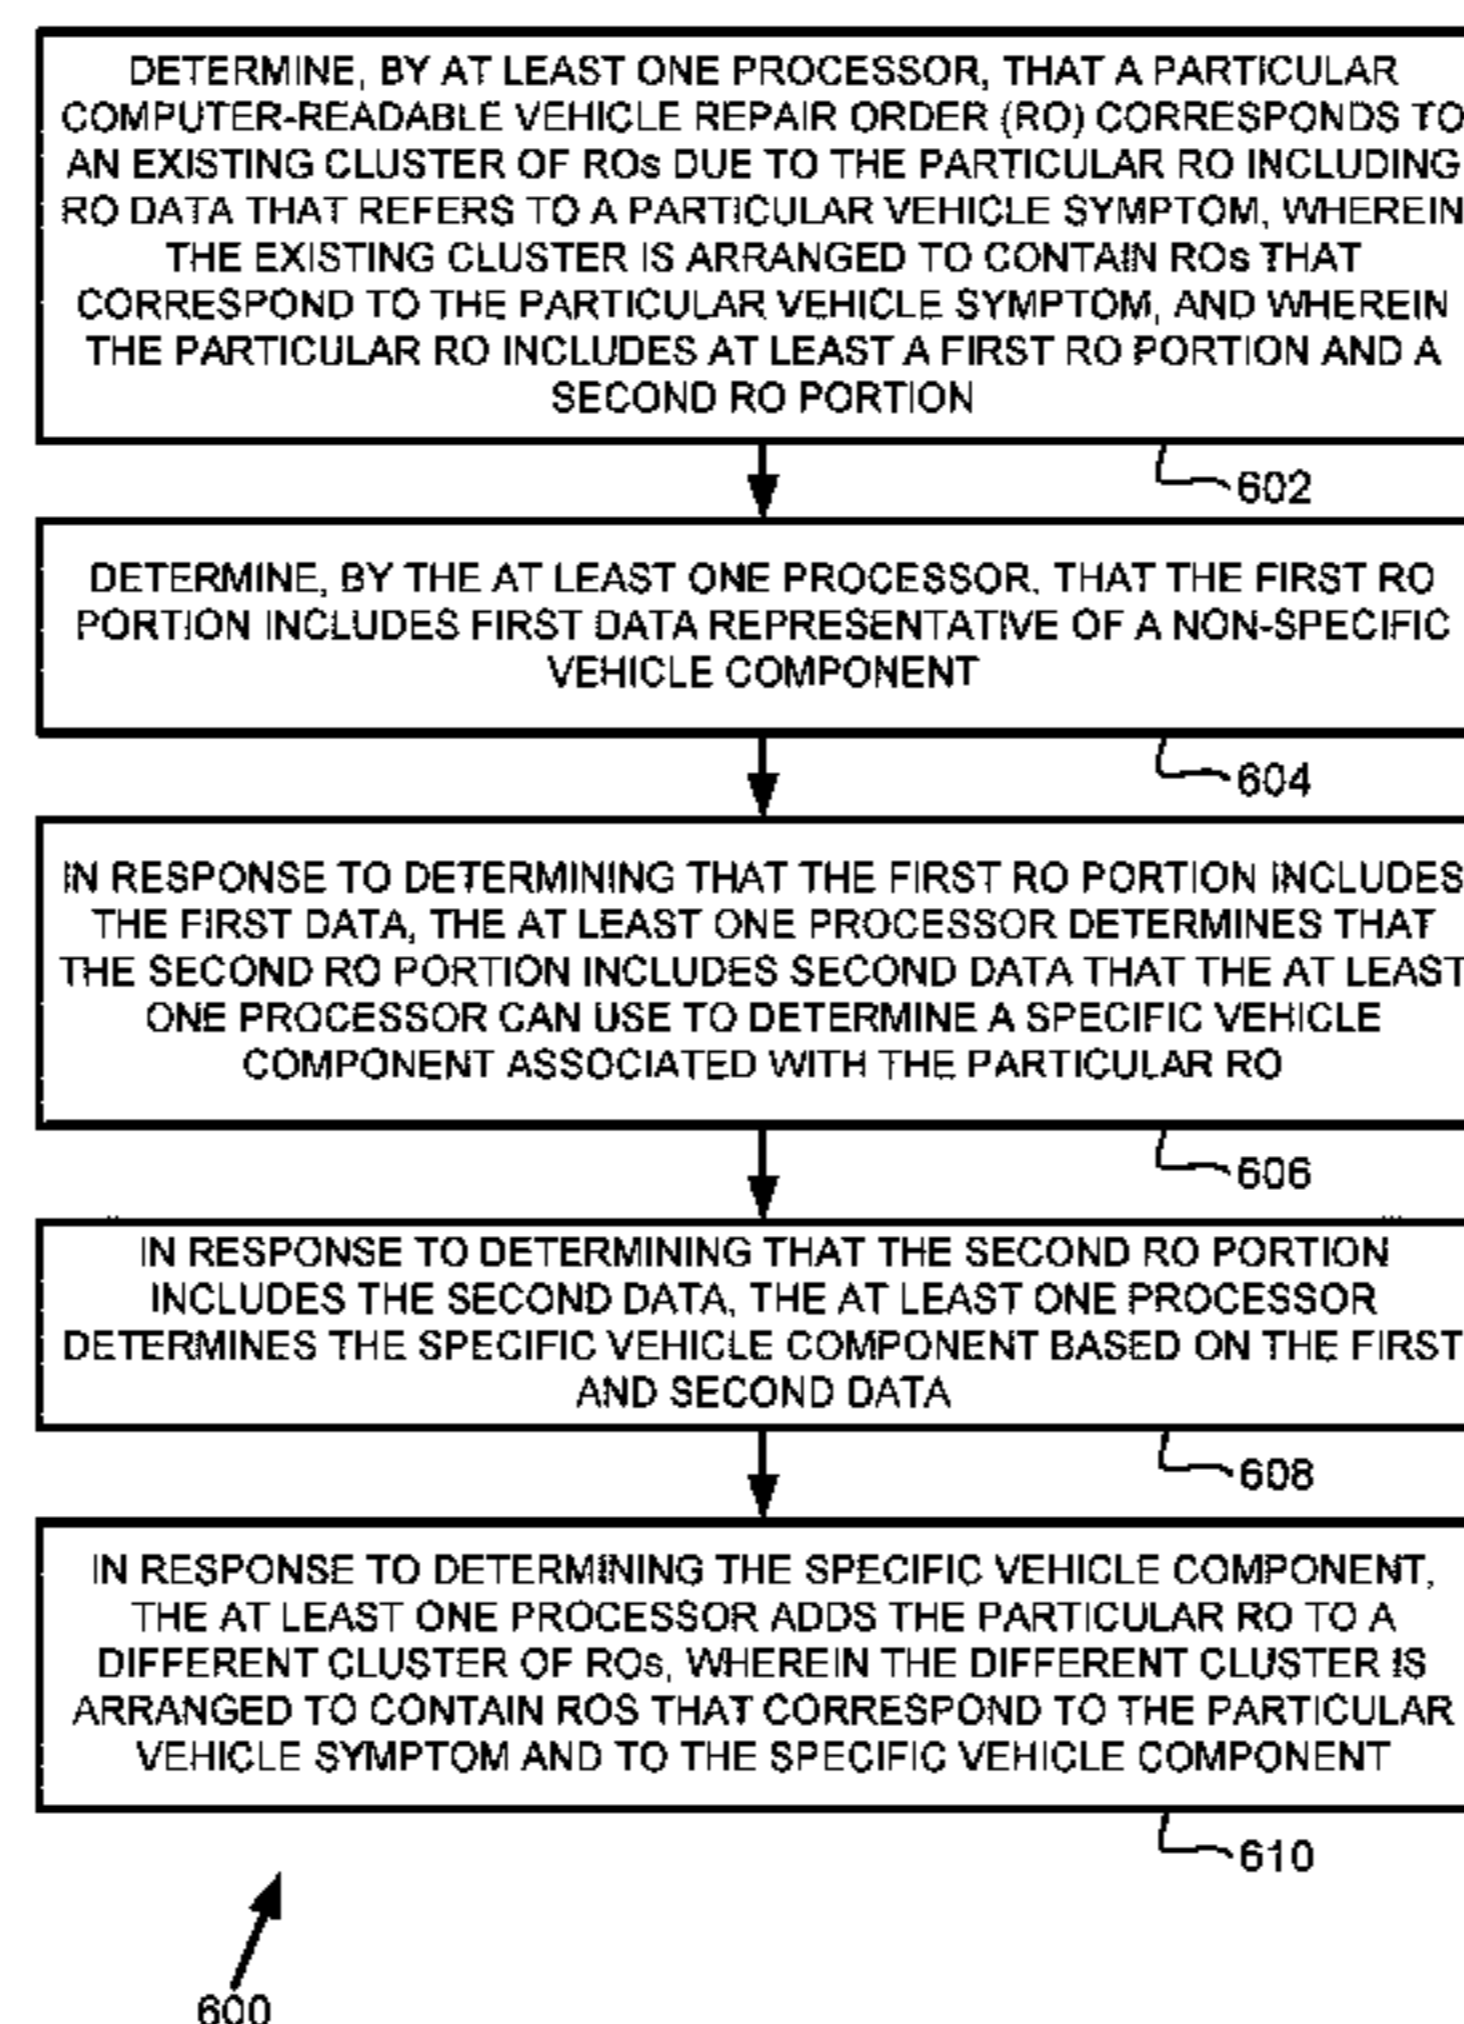 DETERMINE, BY AT LEAST ONE PROCESSOR, THAT A PARTICULAR
COMPUTER-READABLE VEHICLE REPAIR ORDER (RO) CORRESPONDS TO
AN EXISTING CLUSTER OF ROs DUE TO THE PARTICULAR RO INCLUDING
RO DATA THAT REFERS TO A PARTICULAR VEHICLE SYMPTOM, WHEREIN
THE EXISTING CLUSTER IS ARRANGED TO CONTAIN ROs THAT
CORRESPOND TO THE PARTICULAR VEHICLE SYMPTOM, AND WHEREIN
THE PARTICULAR RO INCLUDES AT LEAST A FIRST RO PORTION AND A
SECOND RO PORTION
602
DETERMINE, BY THE AT LEAST ONE PROCESSOR, THAT THE FIRST RO
PORTION INCLUDES FIRST DATA REPRESENTATIVE OF A NON-SPECIFIC
VEHICLE COMPONENT
604
IN RESPONSE TO DETERMINING THAT THE FIRST RO PORTION INCLUDES
THE FIRST DATA, THE AT LEAST ONE PROCESSOR DETERMINES THAT
THE SECOND RO PORTION INCLUDES SECOND DATA THAT THE AT LEAST
ONE PROCESSOR CAN USE TO DETERMINE A SPECIFIC VEHICLE
COMPONENT ASSOCIATED WITH THE PARTICULAR RO
606
IN RESPONSE TO DETERMINING THAT THE SECOND RO PORTION
INCLUDES THE SECOND DATA, THE AT LEAST ONE PROCESSOR
DETERMINES THE SPECIFIC VEHICLE COMPONENT BASED ON THE FIRST
AND SECOND DATA
608
IN RESPONSE TO DETERMINING THE SPECIFIC VEHICLE COMPONENT,
THE AT LEAST ONE PROCESSOR ADDS THE PARTICULAR RO TO A
DIFFERENT CLUSTER OF ROs, WHEREIN THE DIFFERENT CLUSTER IS
ARRANGED TO CONTAIN ROS THAT CORRESPOND TO THE PARTICULAR
VEHICLE SYMPTOM AND TO THE SPECIFIC VEHICLE COMPONENT
610
600